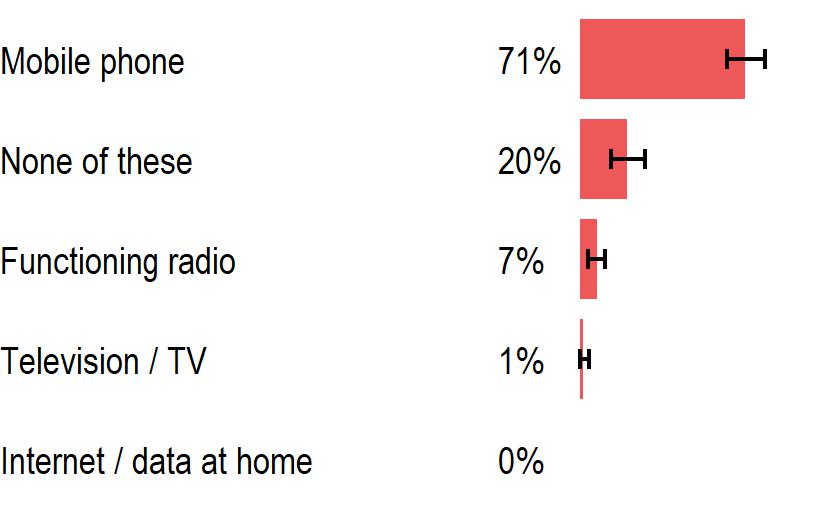 Mobile phone 71%
None of these 20%
Functioning radio 7%
Television / TV 1%
Internet / data at home 0%